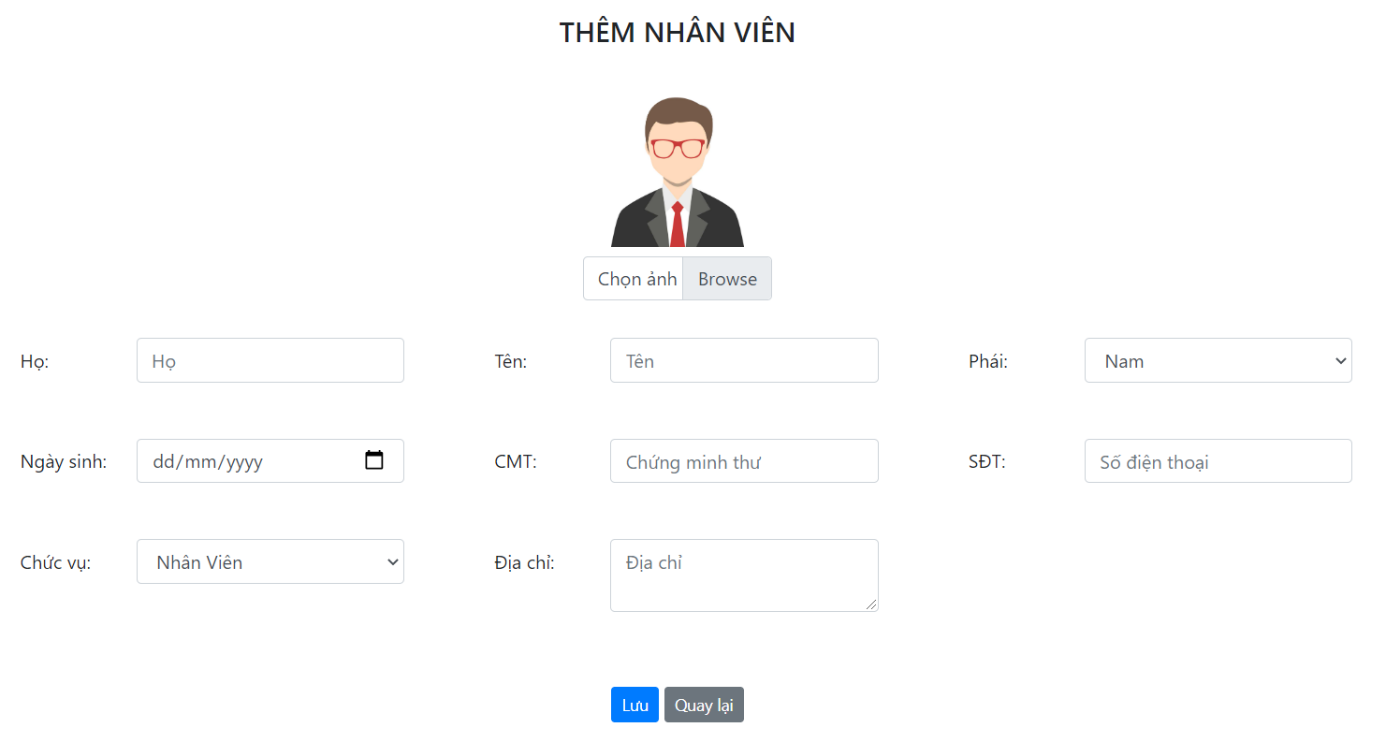 THÊM NHÂN VIÊN
Chọn ảnh Browse
Họ: Họ Tên: Tên Phái: Nam
Ngày sinh: dd/mm/yyyy CMT: Chứng minh thư SĐT: Số điện thoại
Chức vụ: Nhân Viên Địa chỉ: Địa chỉ
Lưu Quay lại